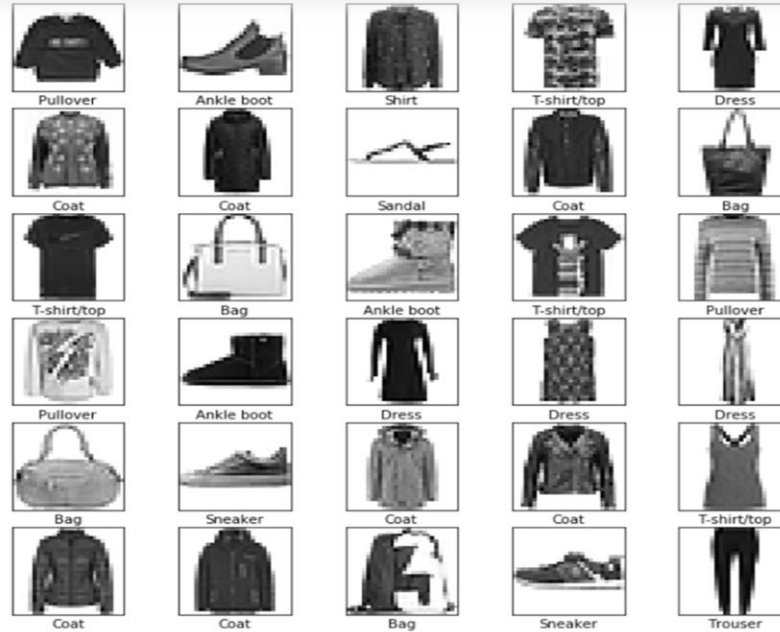 Pullover Ankle boot Shirt T-shirt/top Dress
Coat Coat Sandal Coat Bag
T-shirt/top Bag Ankle boot T-shirt/top Pullover
Pullover Ankle boot Dress Dress Dress
Bag Sneaker Coat Coat T-shirt/top
Coat Coat Bag Sneaker Trouser